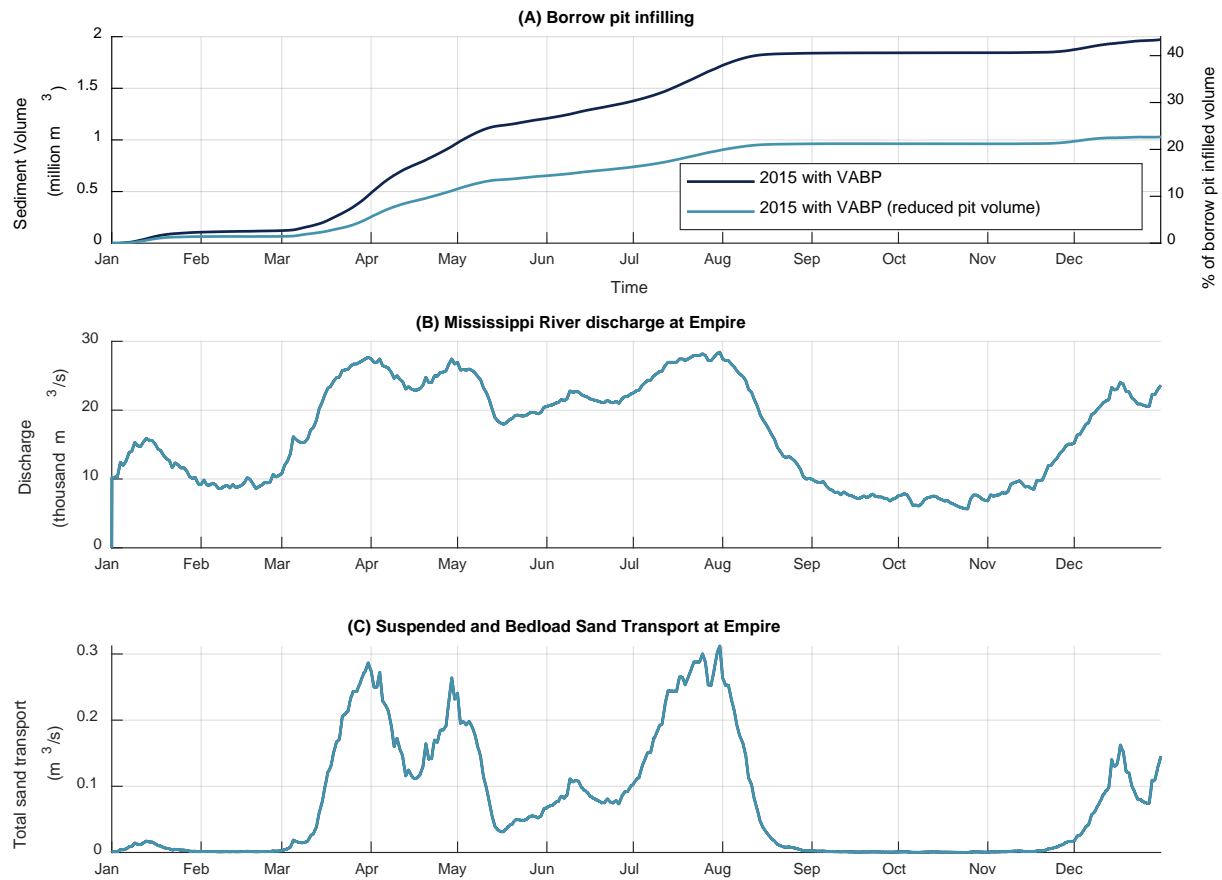 (A) Borrow pit infilling
Sediment Volume
(million m 3)
2
1.5
1
0.5
0
40
30
20
10
0
% of borrow pit infilled volume
2015 with VABP
2015 with VABP (reduced pit volume)
Jan Feb Mar Apr May Jun Jul Aug Sep Oct Nov Dec
Time
(B) Mississippi River discharge at Empire
Discharge
(thousand m 3/s)
30
20
10
0
Jan Feb Mar Apr May Jun Jul Aug Sep Oct Nov Dec
(C) Suspended and Bedload Sand Transport at Empire
Total sand transport
(m 3/s)
0.3
0.2
0.1
0
Jan Feb Mar Apr May Jun Jul Aug Sep Oct Nov Dec